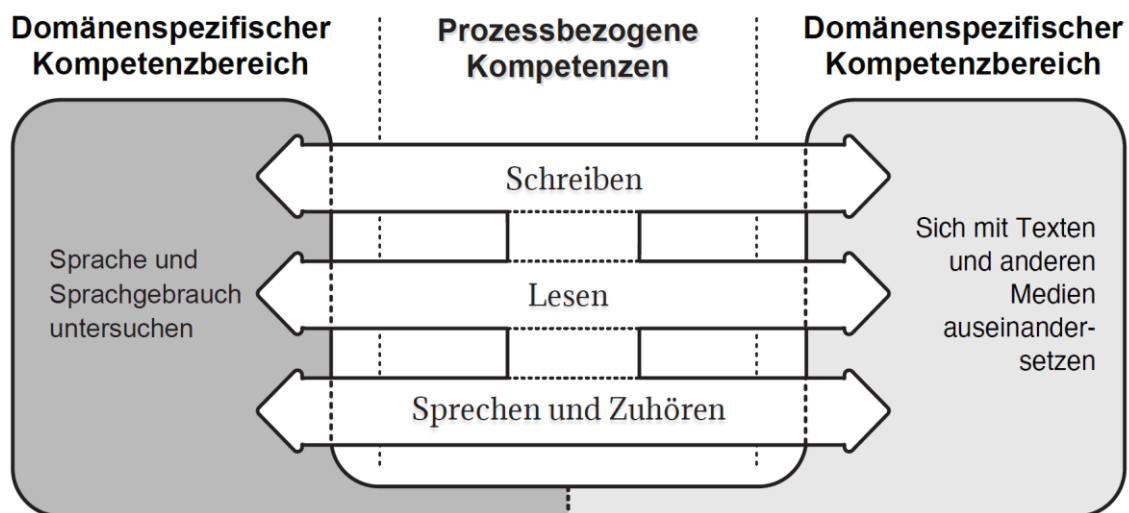 Domänenspezifischer
Kompetenzbereich
Prozessbezogene
Kompetenzen
Domänenspezifischer
Kompetenzbereich
Schreiben
Sprache und
Sprachgebrauch
untersuchen
Lesen
Sich mit Texten
und anderen
Medien
auseinander-
setzen
Sprechen und Zuhören